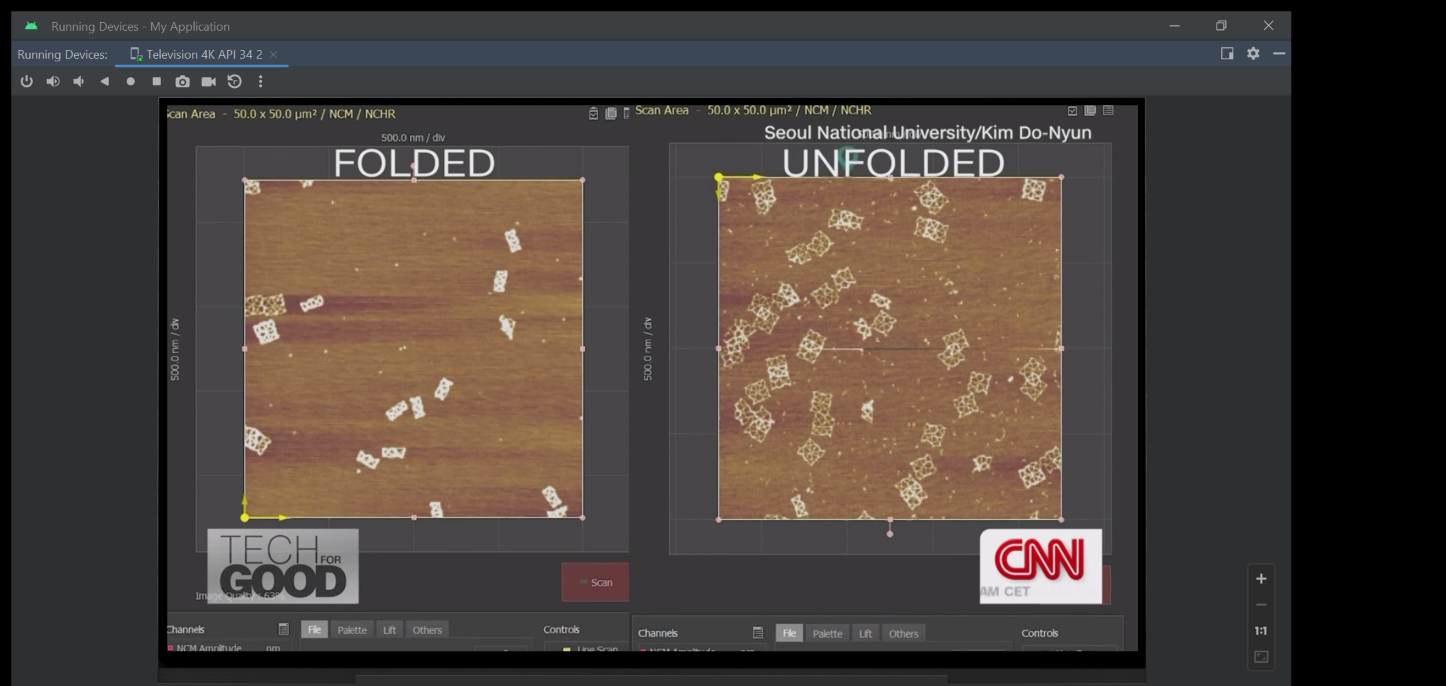 Running Devices - My Application
Running Devices: Television 4K API 34 2
Scan Area - 50.0 x 50.0 µm² / NCM / NCHR
500.0 nm / div
FOLDED
500.0 nm / div
TECH FOR
GOOD
Scan
Channels
File Palette Lift Others
Controls
NCM Amplitude nm
Line Scan
Scan Area - 50.0 x 50.0 µm² / NCM / NCHR
Seoul National University/Kim Do-Nyun
UNFOLDED
500.0 nm / div
CNN
AM CET
Channels
File Palette Lift Others
Controls
1:1